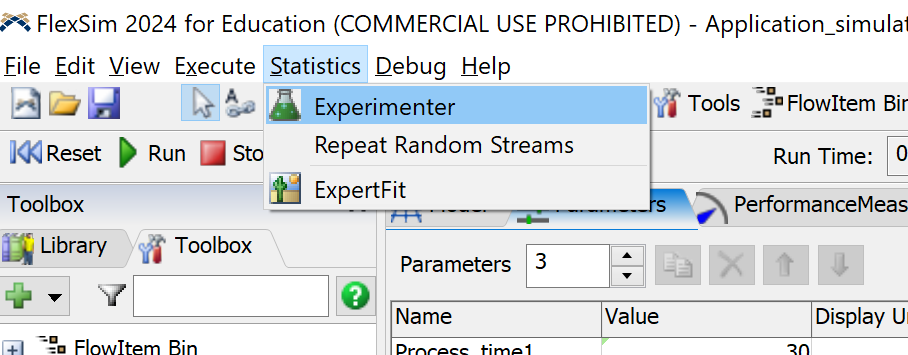 FlexSim 2024 for Education (COMMERCIAL USE PROHIBITED) - Application_simulat
File Edit View Execute Statistics Debug Help
Experimenter Tools FlowItem Bin
Repeat Random Streams
Reset Run Sto Run Time: 0
ExpertFit
Toolbox Parameters PerformanceMeas
Library Toolbox
Parameters 3
Name Value Display Un
FlowItem Bin Process_time1 30